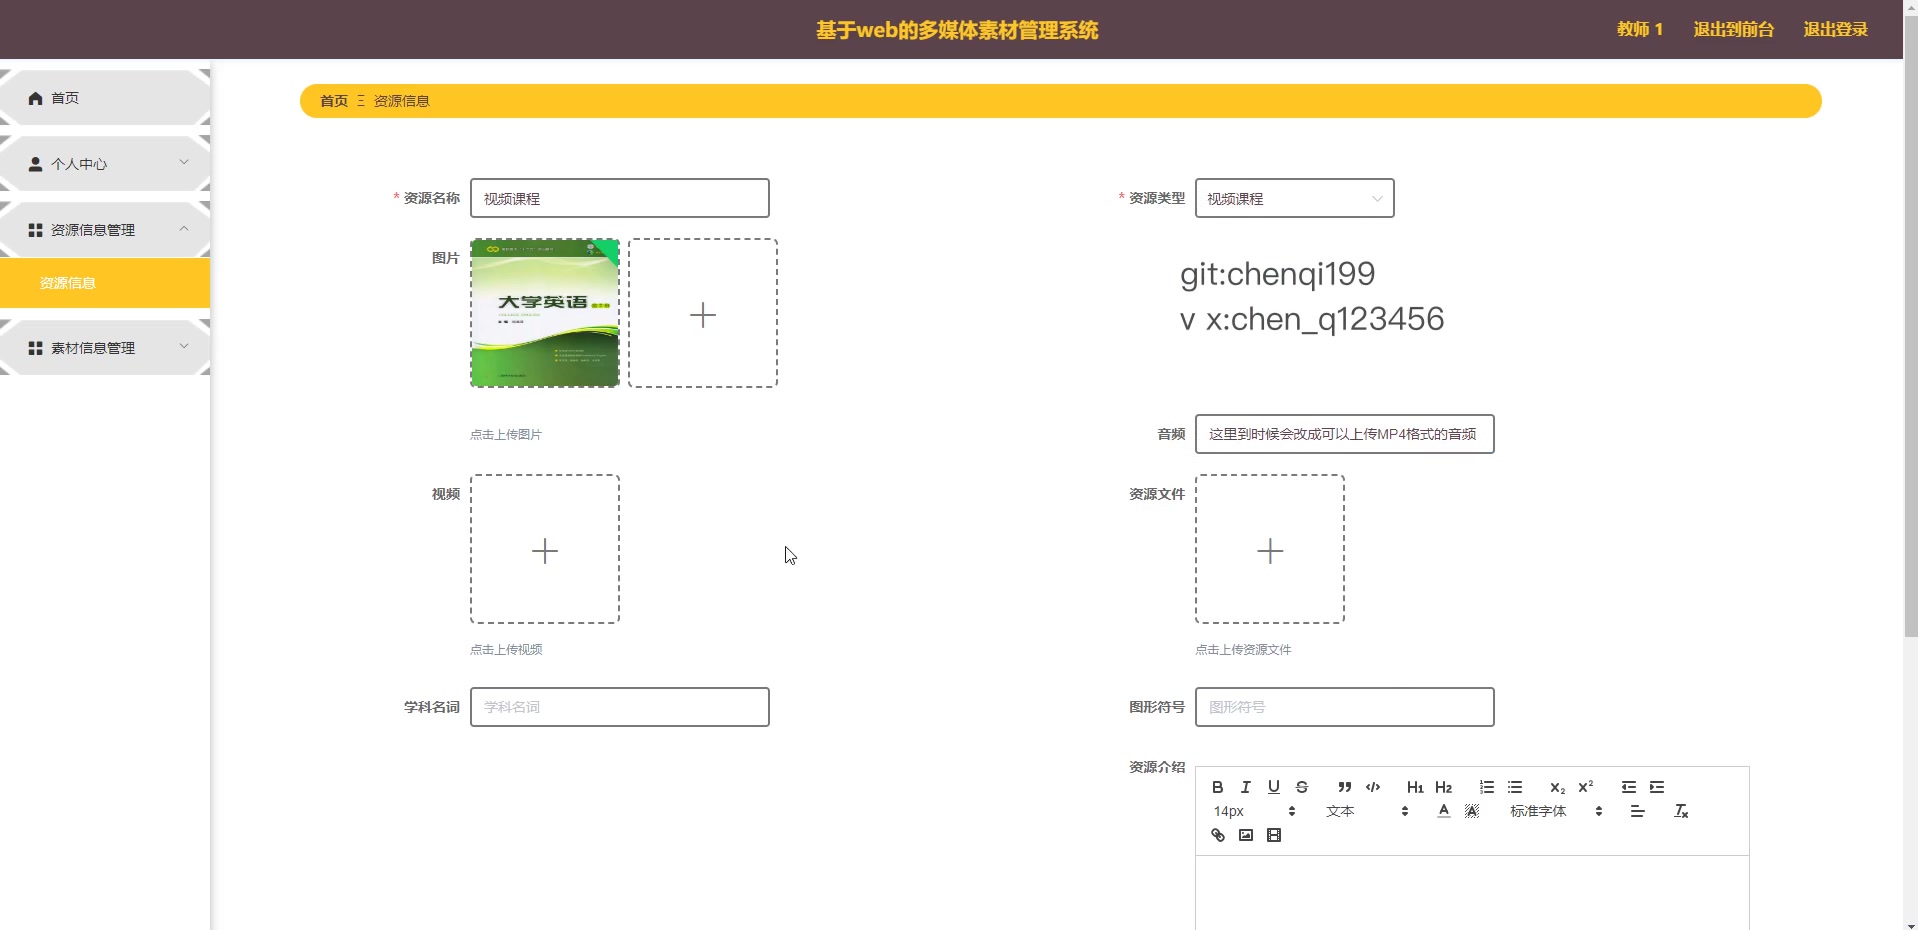 基于web的多媒体素材管理系统
教师 1
退出到前台
退出登录
首页
个人中心
资源信息管理
资源信息
素材信息管理
首页 Ξ 资源信息
* 资源名称
视频课程
* 资源类型
视频课程
图片
大学英语
git:chenqi199
v x:chen_q123456
点击上传图片
音频
这里到时候会改成可以上传MP4格式的音频
视频
资源文件
点击上传视频
点击上传资源文件
学科名词
学科名词
图形符号
图形符号
资源介绍
B I U S H1 H2 x₂ x²
14px
文本
A A
标准字体